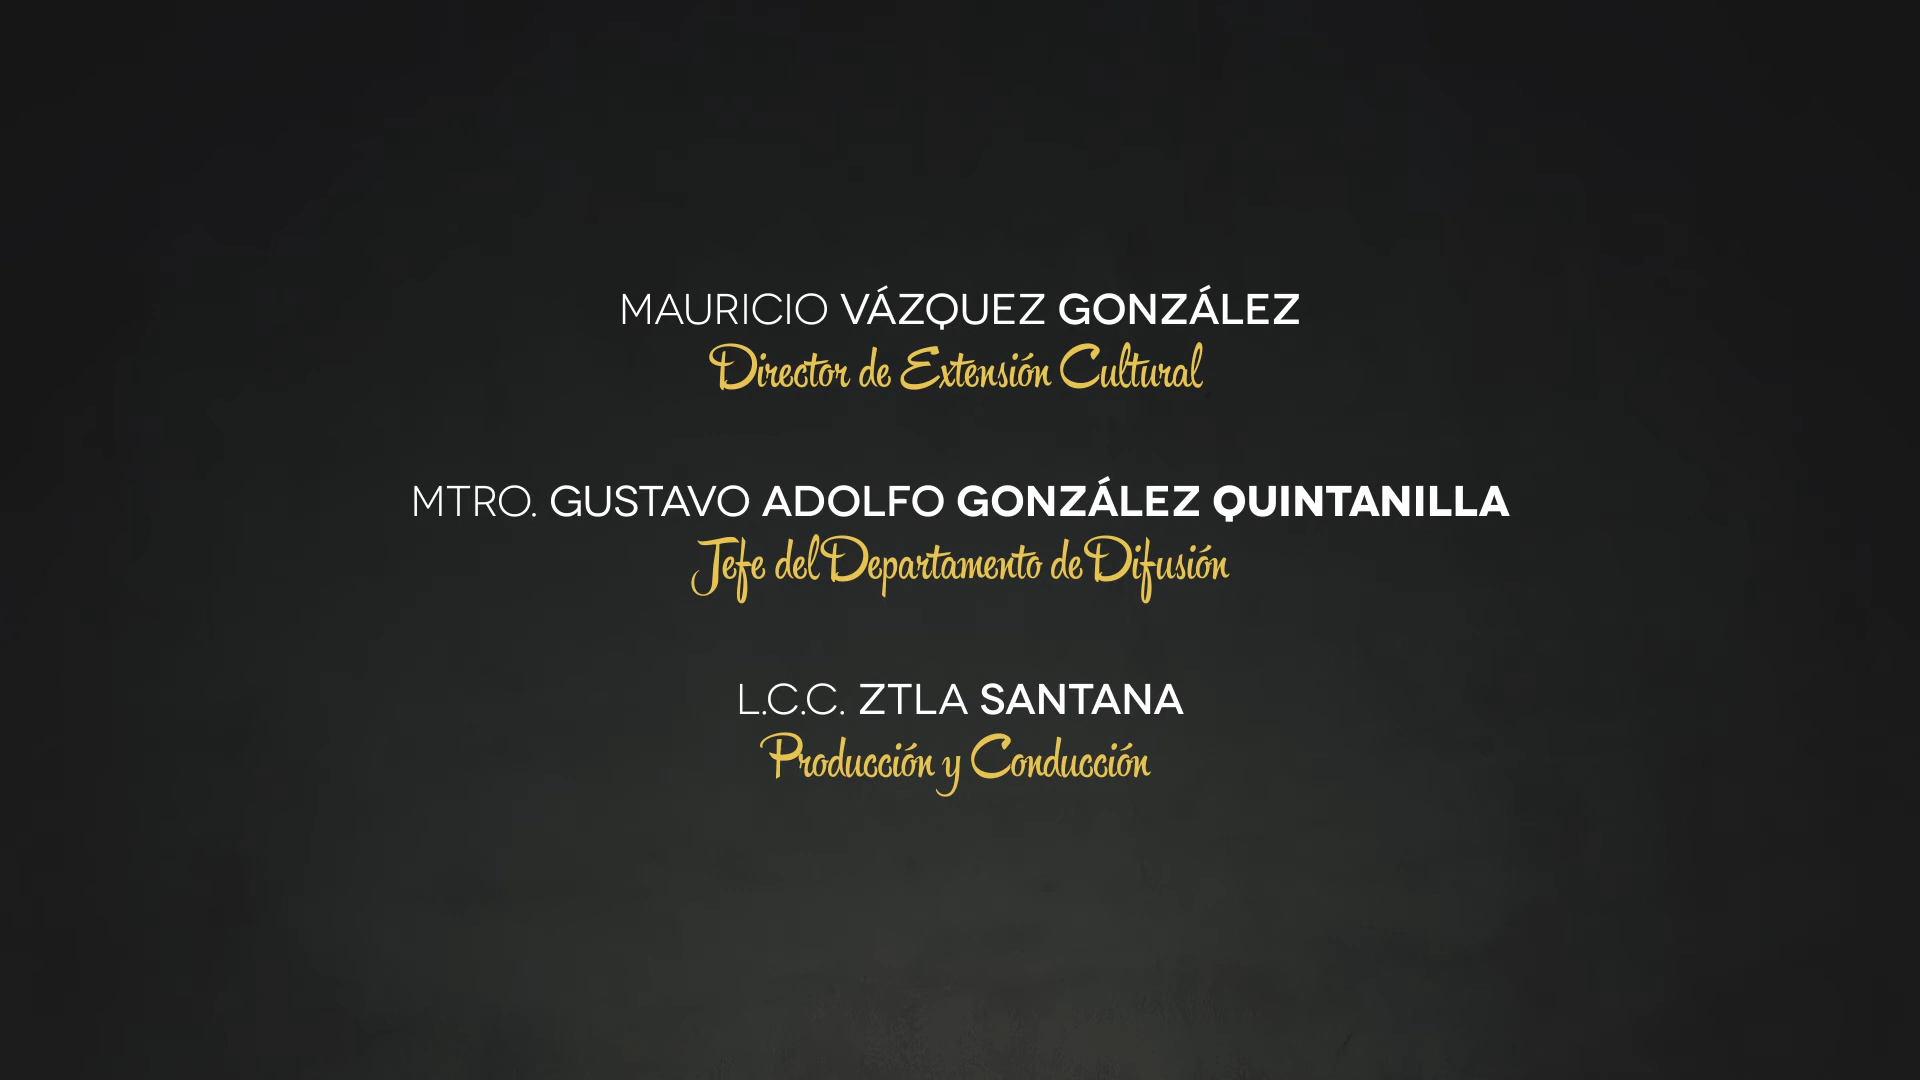 MAURICIO VÁZQUEZ GONZÁLEZ
Director de Extensión Cultural
MTRO. GUSTAVO ADOLFO GONZÁLEZ QUINTANILLA
Jefe del Departamento de Difusión
L.C.C. ZTLA SANTANA
Producción y Conducción